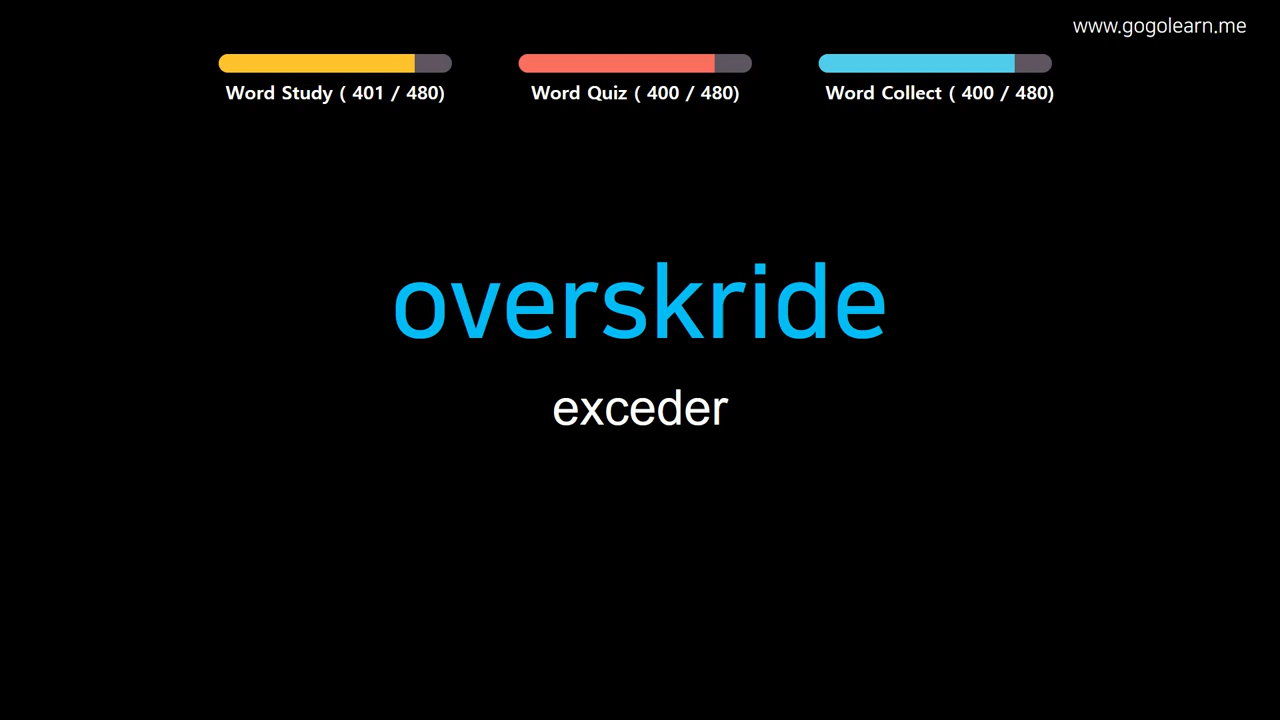 www.gogolearn.me
Word Study ( 401 / 480)
Word Quiz ( 400 / 480)
Word Collect ( 400 / 480)
overskride
exceder